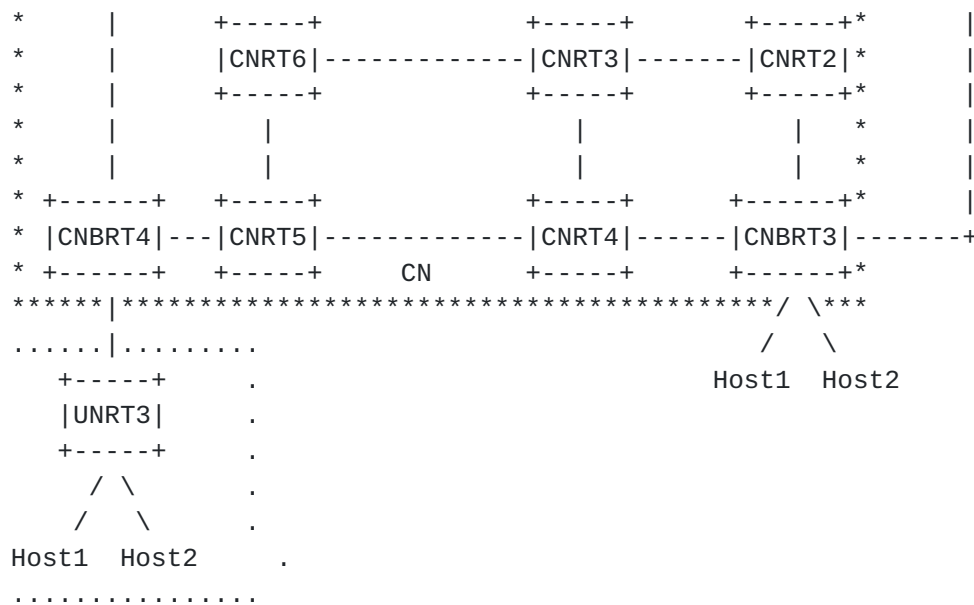 *     |      +-----+             +-----+       +-----+*      |
*     |      |CNRT6|-------------|CNRT3|-------|CNRT2|*      |
*     |      +-----+             +-----+       +-----+*      |
*     |         |                   |             |   *      |
*     |         |                   |             |   *      |
* +------+   +-----+             +-----+      +------+*      |
* |CNBRT4|---|CNRT5|-------------|CNRT4|------|CNBRT3|-------+
* +------+   +-----+     CN      +-----+      +------+*
******|******************************************/ \***
......|.........                                /   \
   +-----+     .                             Host1  Host2
   |UNRT3|     .
   +-----+     .
     / \       .
    /   \      .
Host1  Host2     .
................